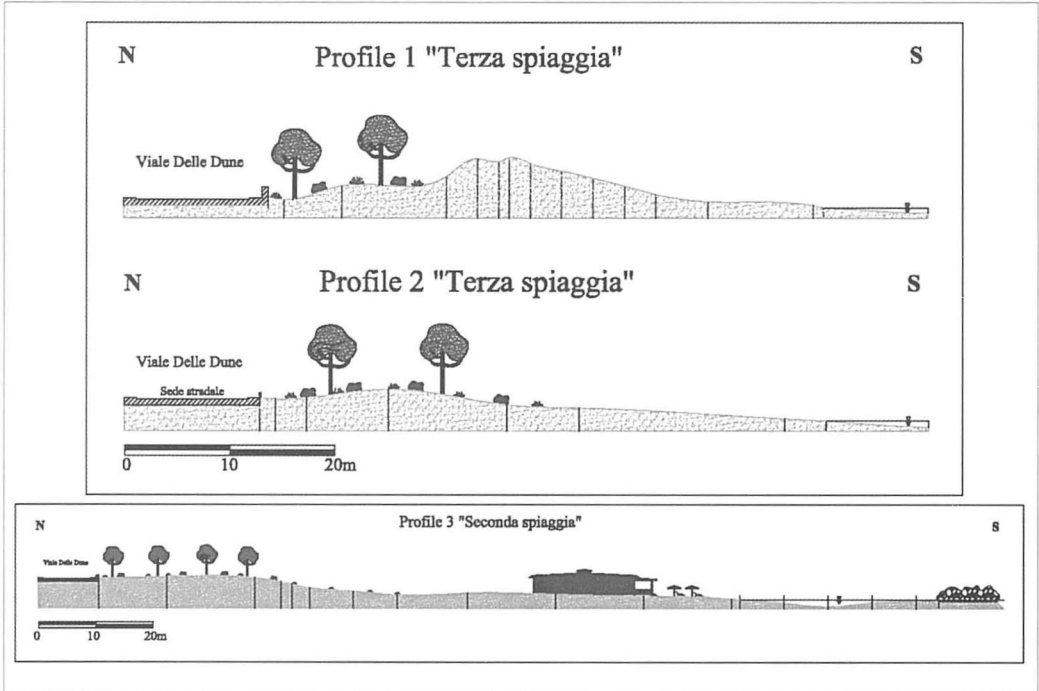 N Profile 1 "Terza spiaggia" S
Viale Delle Dune
N Profile 2 "Terza spiaggia" S
Viale Delle Dune
Sede stradale
0 10 20m
N Profile 3 "Seconda spiaggia" S
Viale Delle Dune
0 10 20m